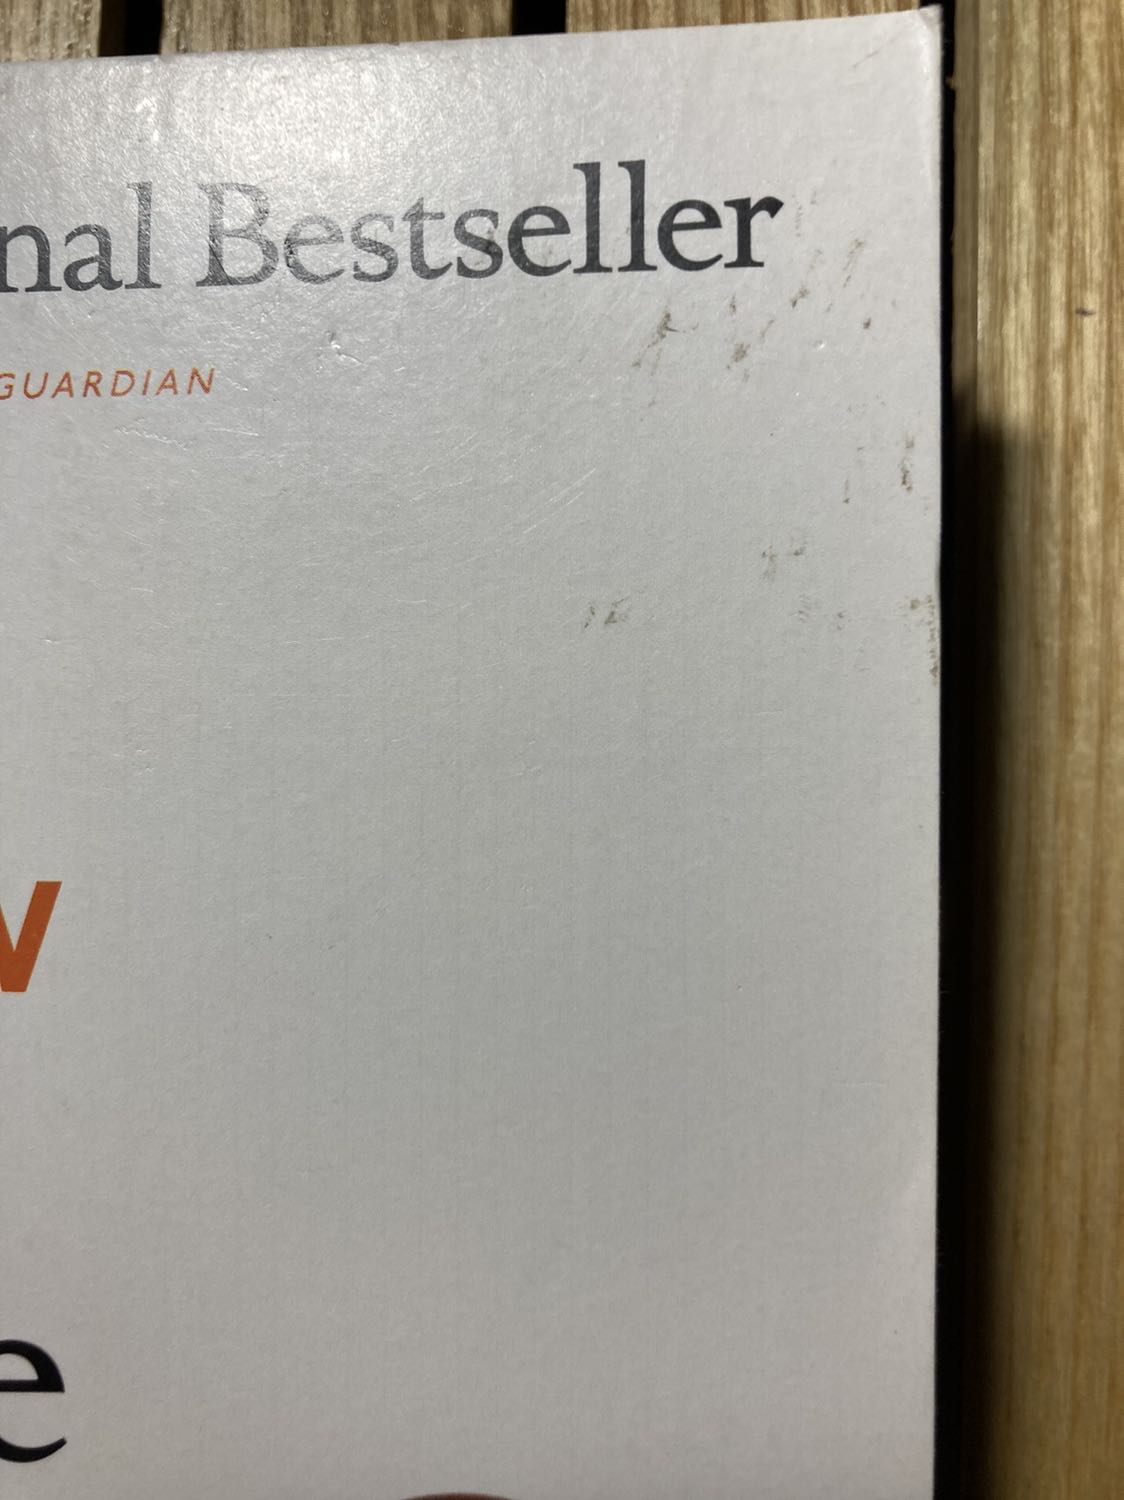 nal Bestseller
GUARDIAN
w
e